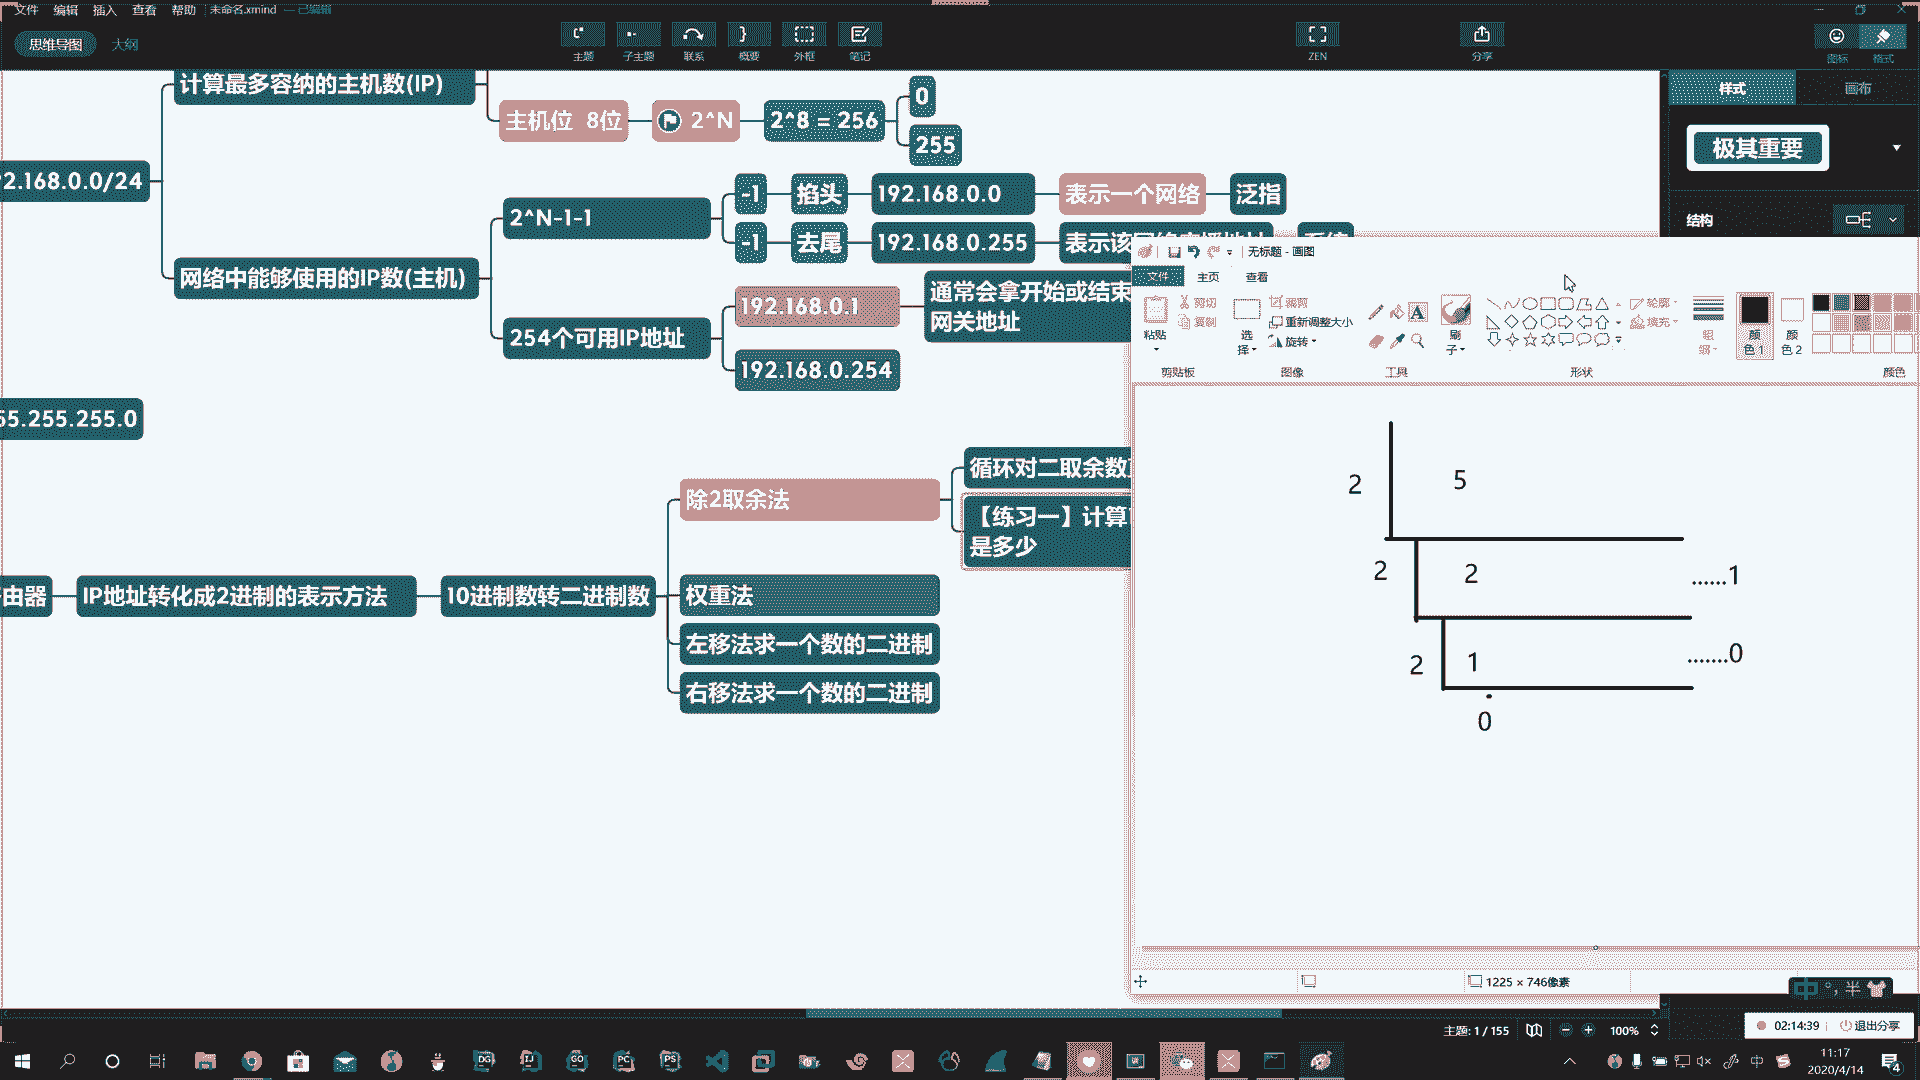 文件 编辑 插入 查看 帮助 未命名.xmind — 已编辑
思维导图 大纲
主题 子主题 联系 概要 外框 笔记 ZEN 分享 图标 格式
样式 画布
极其重要
结构
计算最多容纳的主机数(IP)
主机位 8位 2^N 2^8 = 256
0
255
2.168.0.0/24
2^N-1-1
-1 掐头 192.168.0.0 表示一个网络 泛指
-1 去尾 192.168.0.255
网络中能够使用的IP数(主机)
254个可用IP地址
192.168.0.1
通常会拿开始或结束
网关地址
192.168.0.254
55.255.255.0
由器 IP地址转化成2进制的表示方法 10进制数转二进制数
除2取余法
循环对二取余数
【练习一】计算
是多少
权重法
左移法求一个数的二进制
右移法求一个数的二进制
无标题 - 画图
文件 主页 查看
粘贴 剪切 复制
选择 裁剪 重新调整大小 旋转
刷子
轮廓 填充
粗细
颜色 1 颜色 2
剪贴板 图像 工具 形状 颜色
2 5
2 2 ......1
2 1 .......0
0
1225 × 746像素
中 °, 半
主题: 1 / 155 100%
02:14:39 退出分享
DG IJ GO PC PS
中
11:17
2020/4/14
4